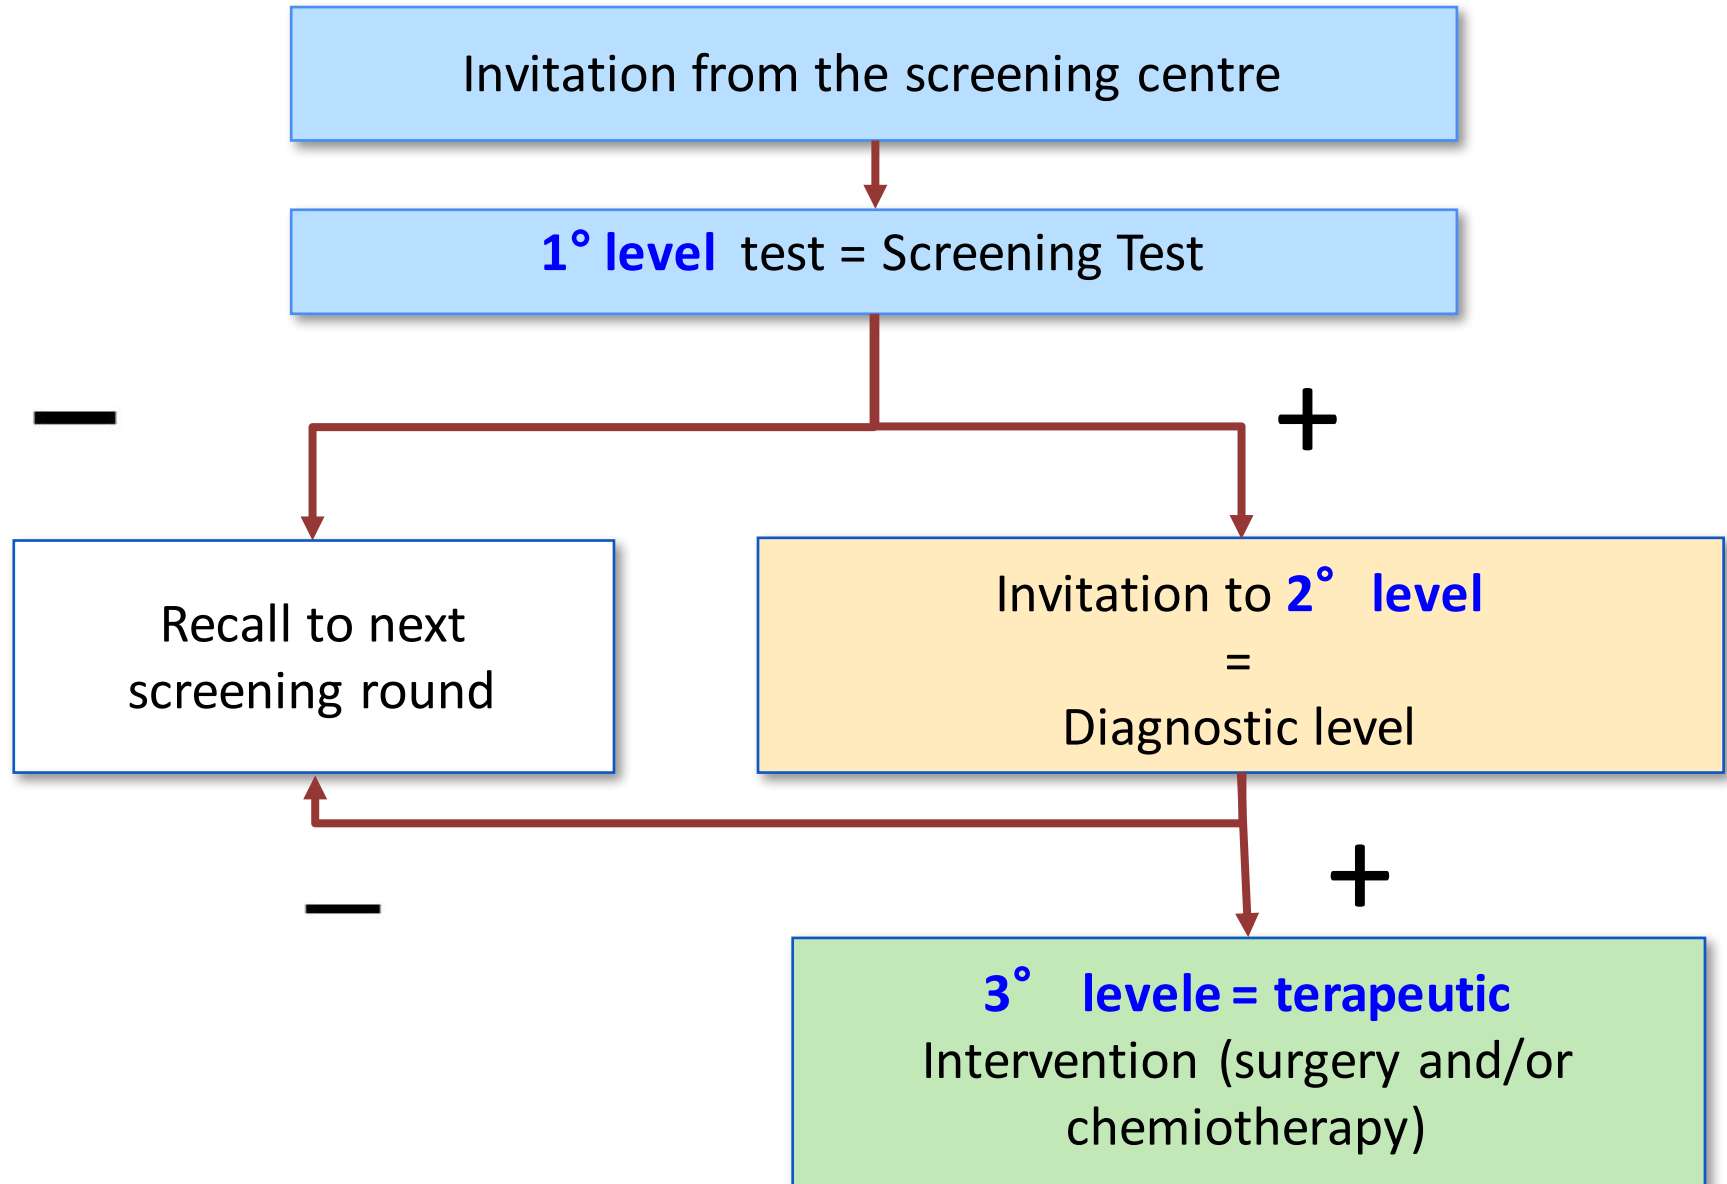 Invitation from the screening centre
1° level test = Screening Test
–
+
Recall to next
screening round
Invitation to 2° level
=
Diagnostic level
–
+
3° levele = terapeutic
Intervention (surgery and/or
chemiotherapy)